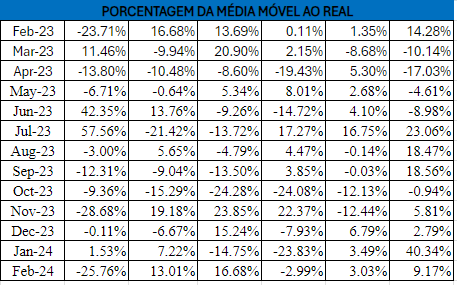 PORCENTAGEM DA MÉDIA MÓVEL AO REAL
Feb-23 -23.71% 16.68% 13.69% 0.11% 1.35% 14.28%
Mar-23 11.46% -9.94% 20.90% 2.15% -8.68% -10.14%
Apr-23 -13.80% -10.48% -8.60% -19.43% 5.30% -17.03%
May-23 -6.71% -0.64% 5.34% 8.01% 2.68% -4.61%
Jun-23 42.35% 13.76% -9.26% -14.72% 4.10% -8.98%
Jul-23 57.56% -21.42% -13.72% 17.27% 16.75% 23.06%
Aug-23 -3.00% 5.65% -4.79% 4.47% -0.14% 18.47%
Sep-23 -12.31% -9.04% -13.50% 3.85% -0.03% 18.56%
Oct-23 -9.36% -15.29% -24.28% -24.08% -12.13% -0.94%
Nov-23 -28.68% 19.18% 23.85% 22.37% -12.44% 5.81%
Dec-23 -0.11% -6.67% 15.24% -7.93% 6.79% 2.79%
Jan-24 1.53% 7.22% -14.75% -23.83% 3.49% 40.34%
Feb-24 -25.76% 13.01% 16.68% -2.99% 3.03% 9.17%